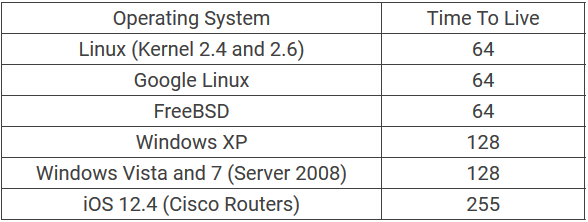 Operating System Time To Live
Linux (Kernel 2.4 and 2.6) 64
Google Linux 64
FreeBSD 64
Windows XP 128
Windows Vista and 7 (Server 2008) 128
iOS 12.4 (Cisco Routers) 255